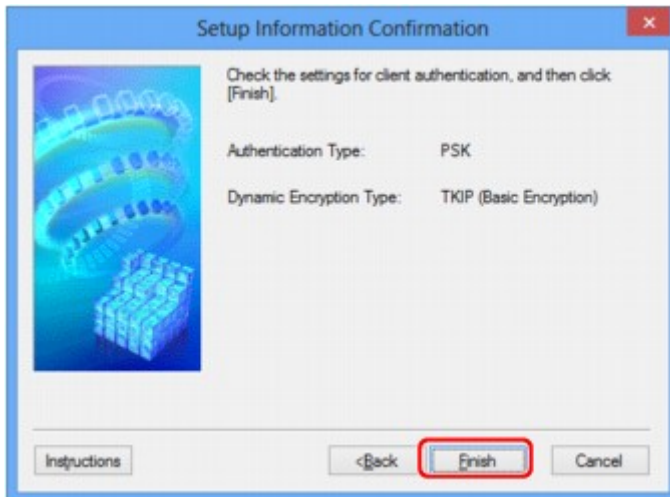 Setup Information Confirmation
Check the settings for client authentication, and then click
[Finish].
Authentication Type: PSK
Dynamic Encryption Type: TKIP (Basic Encryption)
Instructions <Back Finish Cancel